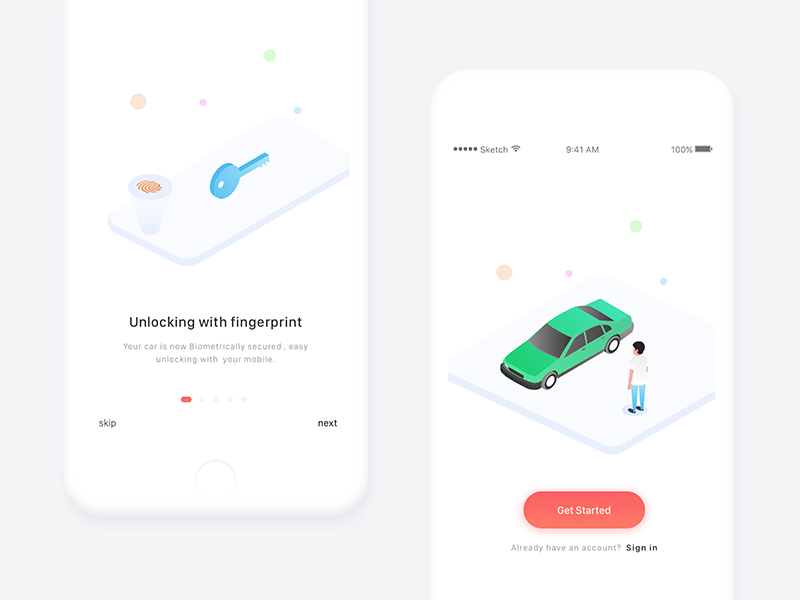 Unlocking with fingerprint
Your car is now Biometrically secured , easy
unlocking with your mobile.
skip
next
Sketch
9:41 AM
100%
Get Started
Already have an account? Sign in